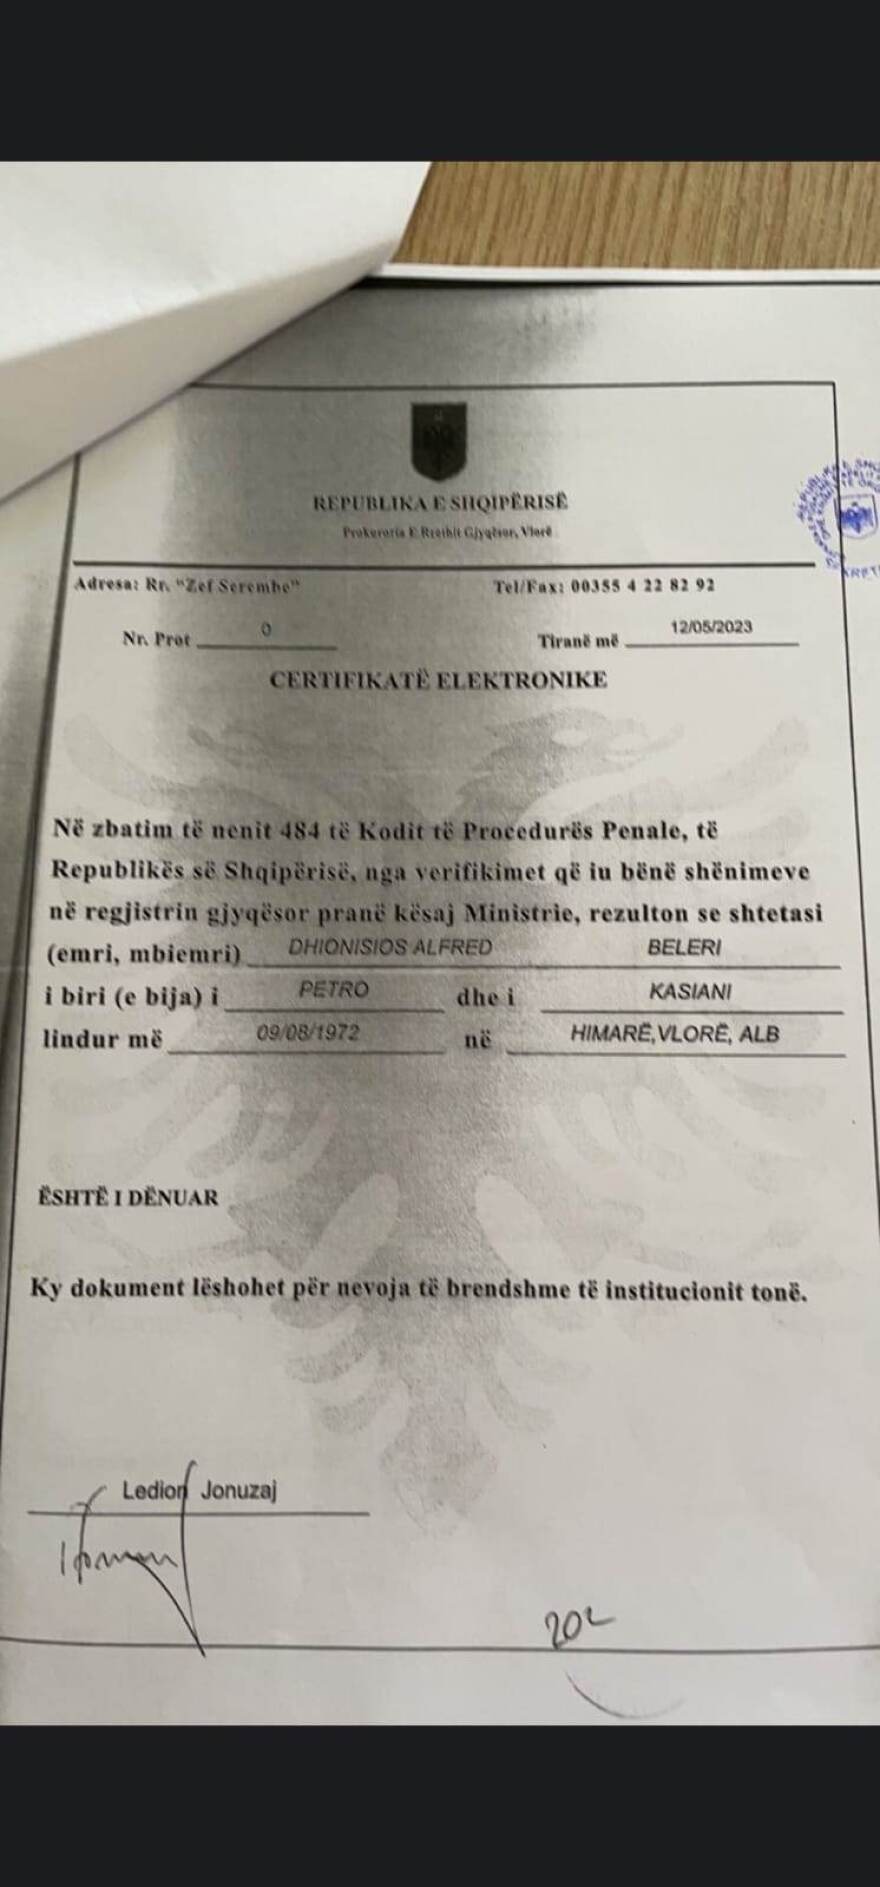 REPUBLIKA E SHQIPËRISË
Prokuroria E Rrethit Gjyqësor, Vlorë
Adresa: Rr. "Zef Serembe" Tel/Fax: 00355 4 22 82 92
Nr. Prot 0 Tiranë më 12/05/2023
CERTIFIKATË ELEKTRONIKE
Në zbatim të nenit 484 të Kodit të Procedurës Penale, të
Republikës së Shqipërisë, nga verifikimet që iu bënë shënimeve
në regjistrin gjyqësor pranë kësaj Ministrie, rezulton se shtetasi
(emri, mbiemri) DHIONISIOS ALFRED BELERI
i biri (e bija) i PETRO dhe i KASIANI
lindur më 09/08/1972 në HIMARË,VLORË, ALB
ËSHTË I DËNUAR
Ky dokument lëshohet për nevoja të brendshme të institucionit tonë.
Ledion Jonuzaj
202